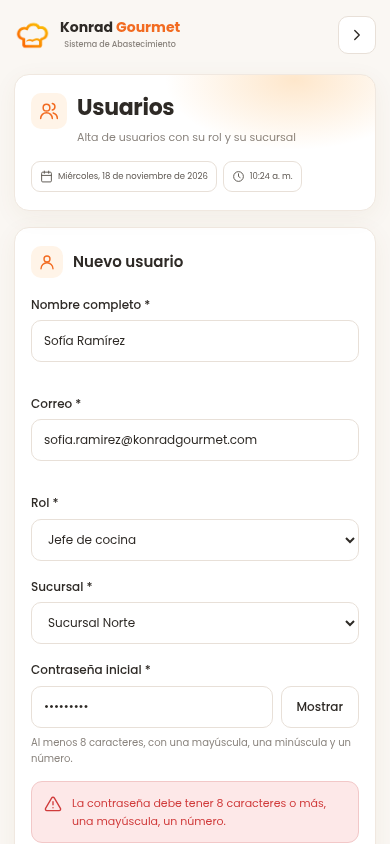 Konrad Gourmet
Sistema de Abastecimiento
Usuarios
Alta de usuarios con su rol y su sucursal
Miércoles, 18 de noviembre de 2026
10:24 a. m.
Nuevo usuario
Nombre completo *
Sofía Ramírez
Correo *
sofia.ramirez@konradgourmet.com
Rol *
Jefe de cocina
Sucursal *
Sucursal Norte
Contraseña inicial *
•••••••••
Mostrar
Al menos 8 caracteres, con una mayúscula, una minúscula y un
número.
La contraseña debe tener 8 caracteres o más,
una mayúscula, un número.